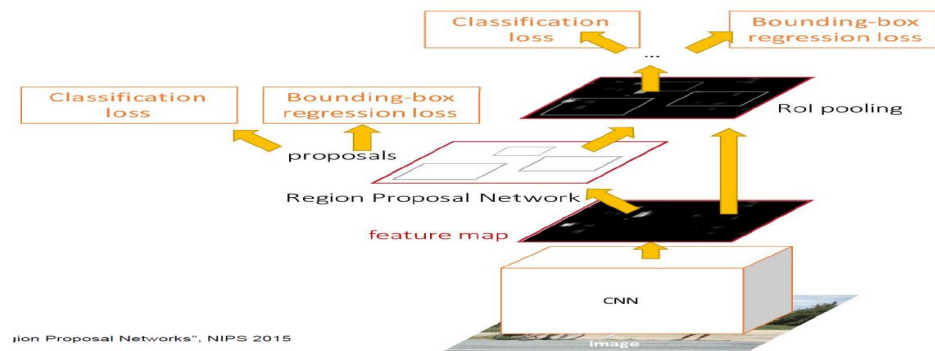 Classification
loss
Bounding-box
regression loss
...
Classification
loss
Bounding-box
regression loss
RoI pooling
proposals
Region Proposal Network
feature map
CNN
image
Proposal Networks", NIPS 2015